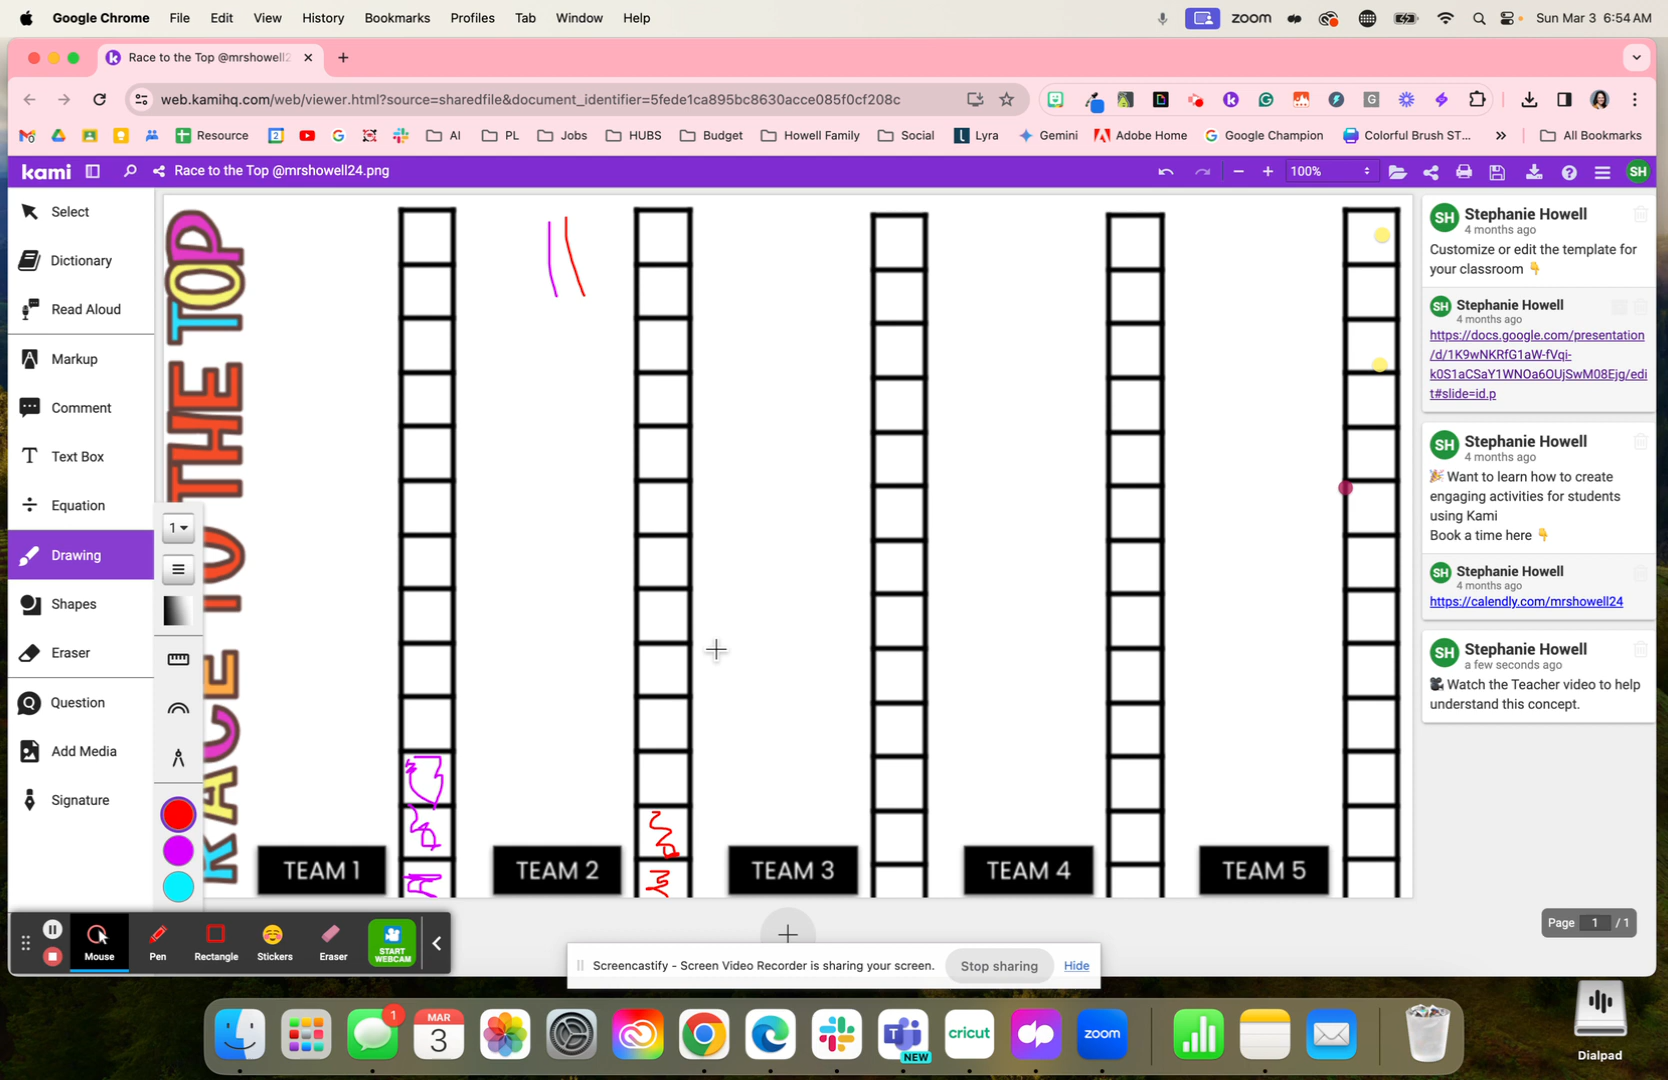 Google Chrome File Edit View History Bookmarks Profiles Tab Window Help
zoom Sun Mar 3 6:54 AM
Race to the Top @mrshowell2
web.kamihq.com/web/viewer.html?source=sharedfile&document_identifier=5fede1ca895bc8630acce085f0cf208c
Resource 2 AI PL Jobs HUBS Budget Howell Family Social Lyra Gemini Adobe Home Google Champion Colorful Brush ST... » All Bookmarks
kami Race to the Top @mrshowell24.png 100% SH
Select
Dictionary
Read Aloud
Markup
Comment
Text Box
Equation
Drawing
Shapes
Eraser
Question
Add Media
Signature
1
RACE TO THE TOP
TEAM 1 TEAM 2 TEAM 3 TEAM 4 TEAM 5
SH Stephanie Howell
4 months ago
Customize or edit the template for
your classroom 👇
SH Stephanie Howell
4 months ago
https://docs.google.com/presentation
/d/1K9wNKRfG1aW-fVqi-
k0S1aCSaY1WNOa6OUjSwM08Ejg/edi
t#slide=id.p
SH Stephanie Howell
4 months ago
🎉Want to learn how to create
engaging activities for students
using Kami
Book a time here 👇
SH Stephanie Howell
4 months ago
https://calendly.com/mrshowell24
SH Stephanie Howell
a few seconds ago
🎥Watch the Teacher video to help
understand this concept.
Page 1 / 1
Mouse Pen Rectangle Stickers Eraser START WEBCAM
Screencastify - Screen Video Recorder is sharing your screen. Stop sharing Hide
1 MAR 3 NEW cricut zoom
Dialpad